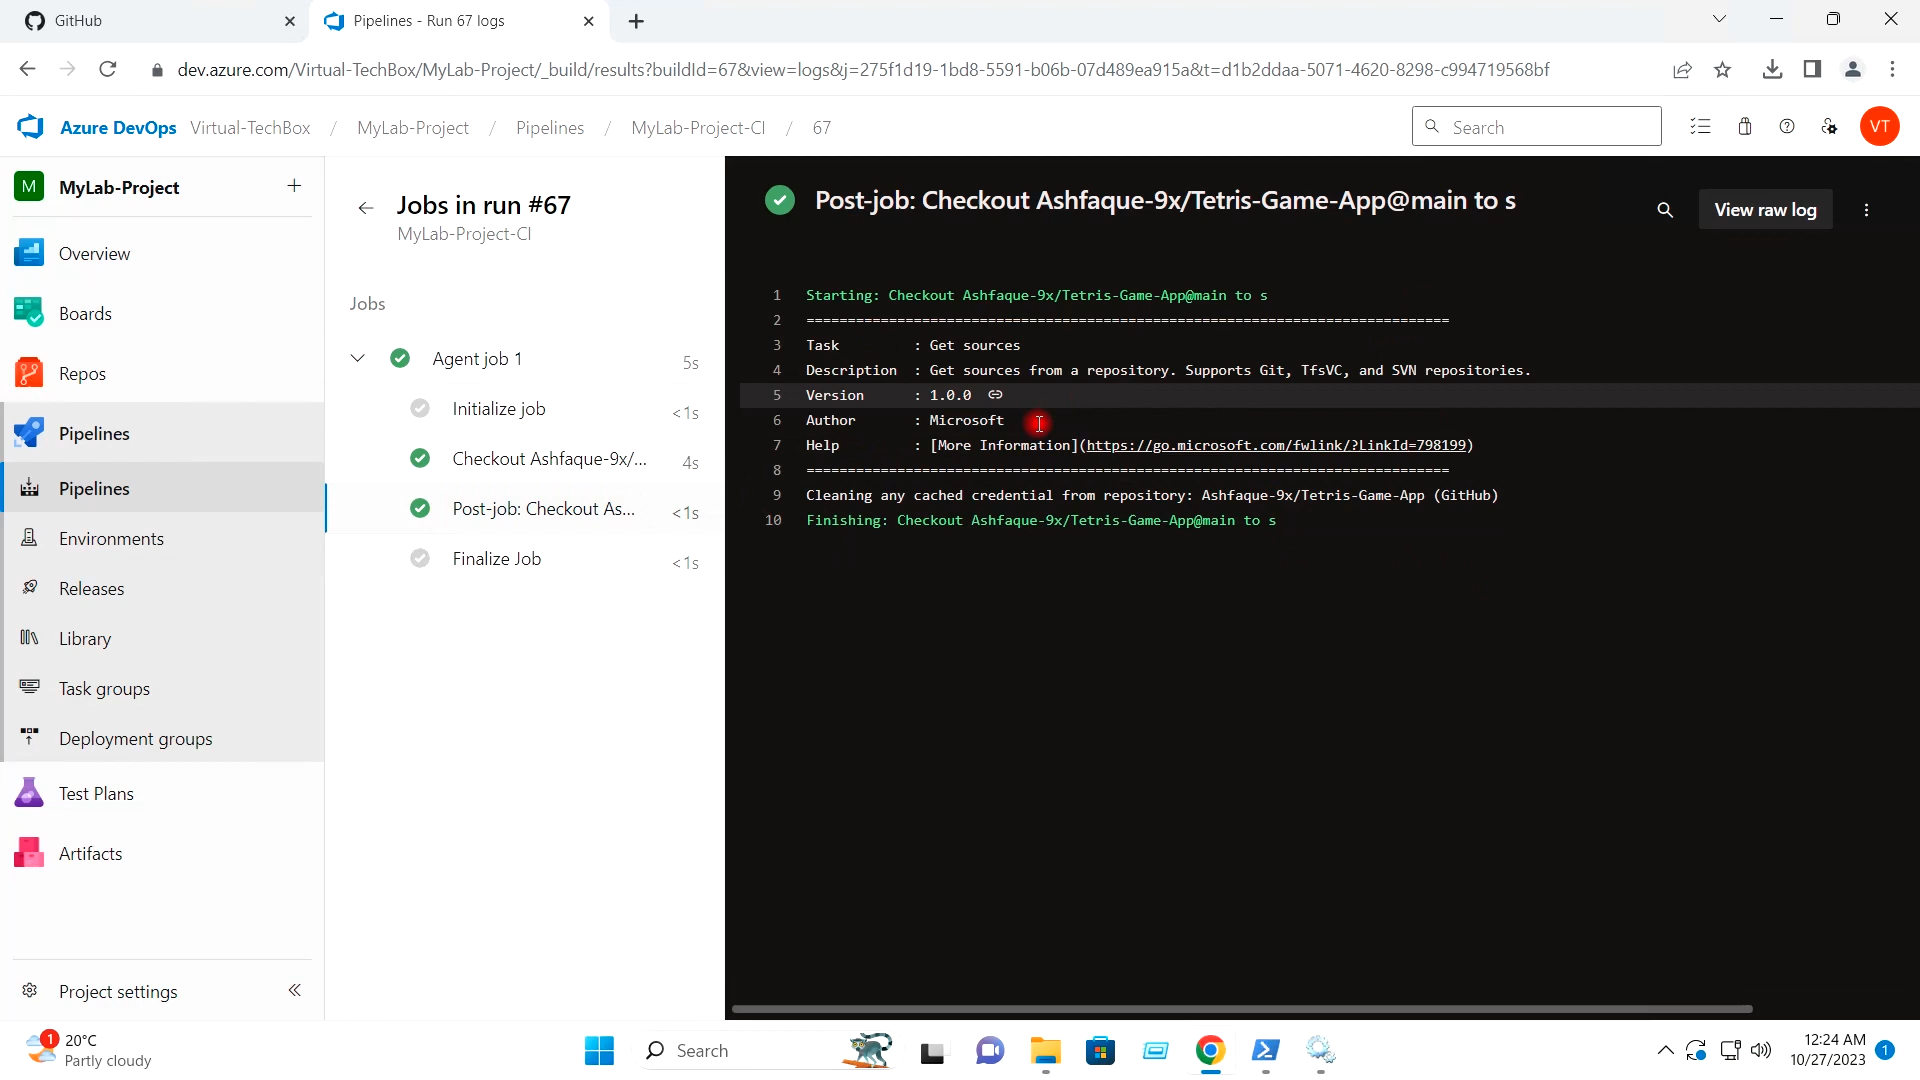 GitHub
Pipelines - Run 67 logs
dev.azure.com/Virtual-TechBox/MyLab-Project/_build/results?buildId=67&view=logs&j=275f1d19-1bd8-5591-b06b-07d489ea915a&t=d1b2ddaa-5071-4620-8298-c994719568bf
Azure DevOps Virtual-TechBox / MyLab-Project / Pipelines / MyLab-Project-CI / 67
Search
VT
M MyLab-Project
Overview
Boards
Repos
Pipelines
Pipelines
Environments
Releases
Library
Task groups
Deployment groups
Test Plans
Artifacts
Project settings
Jobs in run #67
MyLab-Project-CI
Jobs
Agent job 1 5s
Initialize job <1s
Checkout Ashfaque-9x/... 4s
Post-job: Checkout As... <1s
Finalize Job <1s
Post-job: Checkout Ashfaque-9x/Tetris-Game-App@main to s
View raw log
1 Starting: Checkout Ashfaque-9x/Tetris-Game-App@main to s
2 ==============================================================================
3 Task : Get sources
4 Description : Get sources from a repository. Supports Git, TfsVC, and SVN repositories.
5 Version : 1.0.0
6 Author : Microsoft
7 Help : [More Information](https://go.microsoft.com/fwlink/?LinkId=798199)
8 ==============================================================================
9 Cleaning any cached credential from repository: Ashfaque-9x/Tetris-Game-App (GitHub)
10 Finishing: Checkout Ashfaque-9x/Tetris-Game-App@main to s
1
20°C
Partly cloudy
Search
12:24 AM
10/27/2023
1